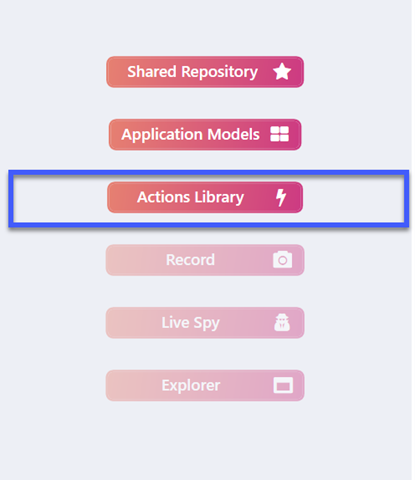 Shared Repository
Application Models
Actions Library
Record
Live Spy
Explorer